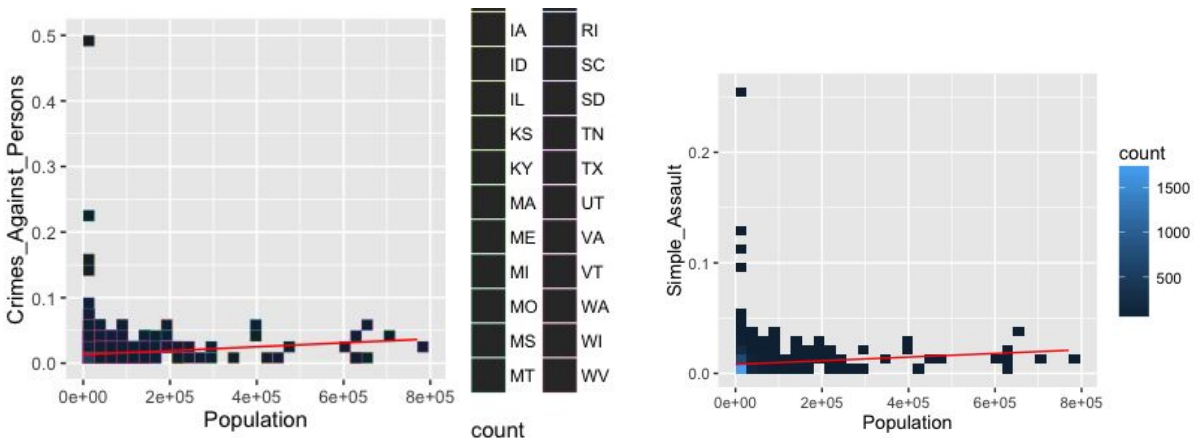 Crimes_Against_Persons
0.5
0.4
0.3
0.2
0.1
0.0
0e+00 2e+05 4e+05 6e+05 8e+05
Population
IA RI
ID SC
IL SD
KS TN
KY TX
MA UT
ME VA
MI VT
MO WA
MS WI
MT WV
count
Simple_Assault
0.2
0.1
0.0
0e+00 2e+05 4e+05 6e+05 8e+05
Population
count
1500
1000
500